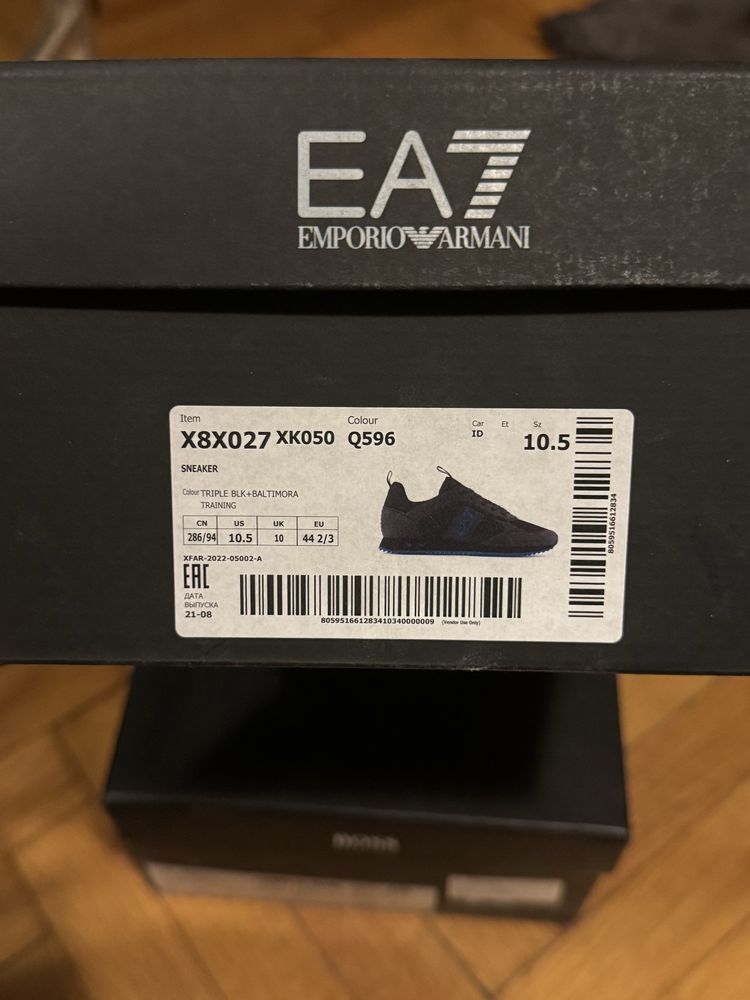 EA7
EMPORIO ARMANI
Item Colour Car Et Sz
X8X027 XK050 Q596 ID 10.5
SNEAKER
Colour TRIPLE BLK+BALTIMORA
TRAINING
CN US UK EU
286/94 10.5 10 44 2/3
XFAR-2022-05002-A
EAC
ДАТА
ВЫПУСКА
21-08
805951661283410340000009 (Vendor Use Only)
8059516612834